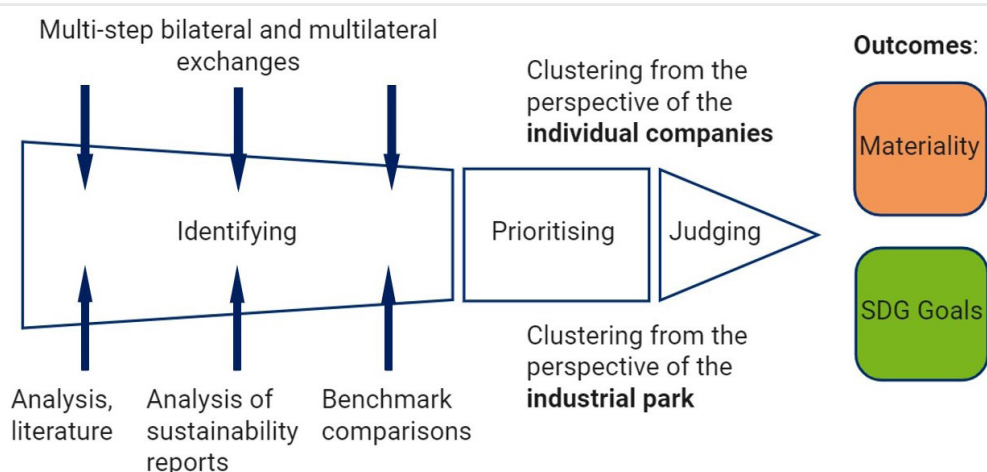 Multi-step bilateral and multilateral
exchanges
Clustering from the
perspective of the
individual companies
Outcomes:
Materiality
Identifying
Prioritising
Judging
SDG Goals
Clustering from the
perspective of the
industrial park
Analysis,
literature
Analysis of
sustainability
reports
Benchmark
comparisons